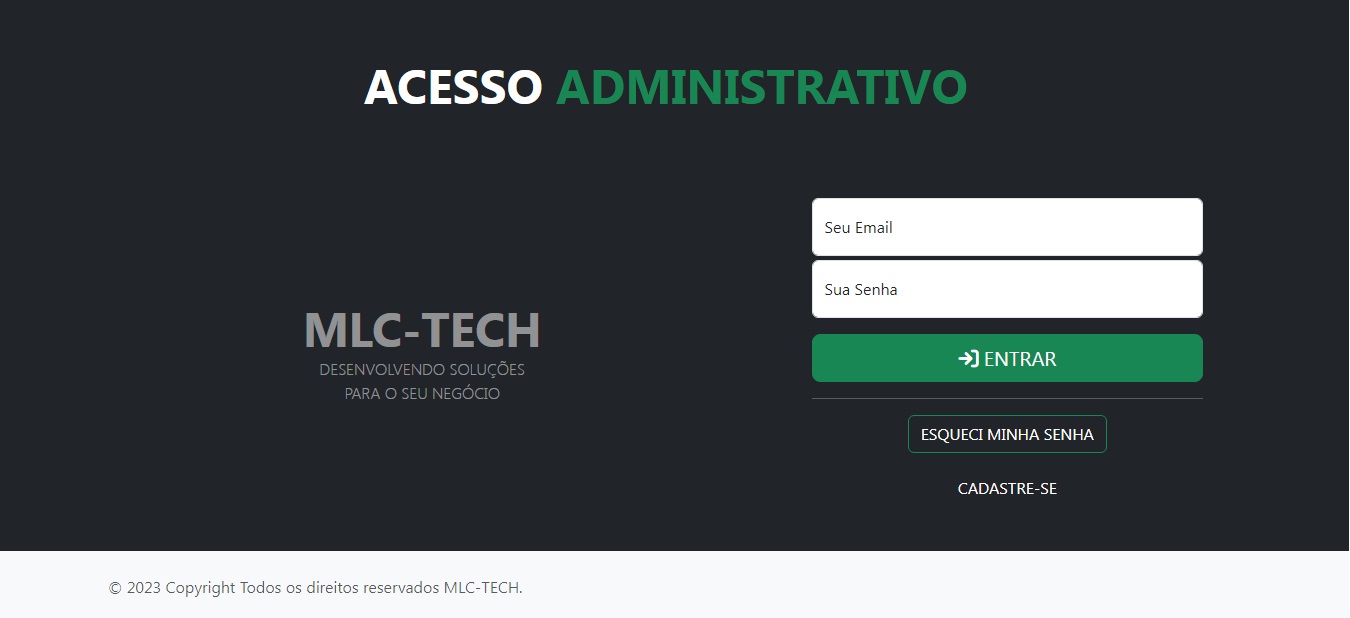 ACESSO ADMINISTRATIVO
MLC-TECH
DESENVOLVENDO SOLUÇÕES
PARA O SEU NEGÓCIO
Seu Email
Sua Senha
ENTRAR
ESQUECI MINHA SENHA
CADASTRE-SE
© 2023 Copyright Todos os direitos reservados MLC-TECH.